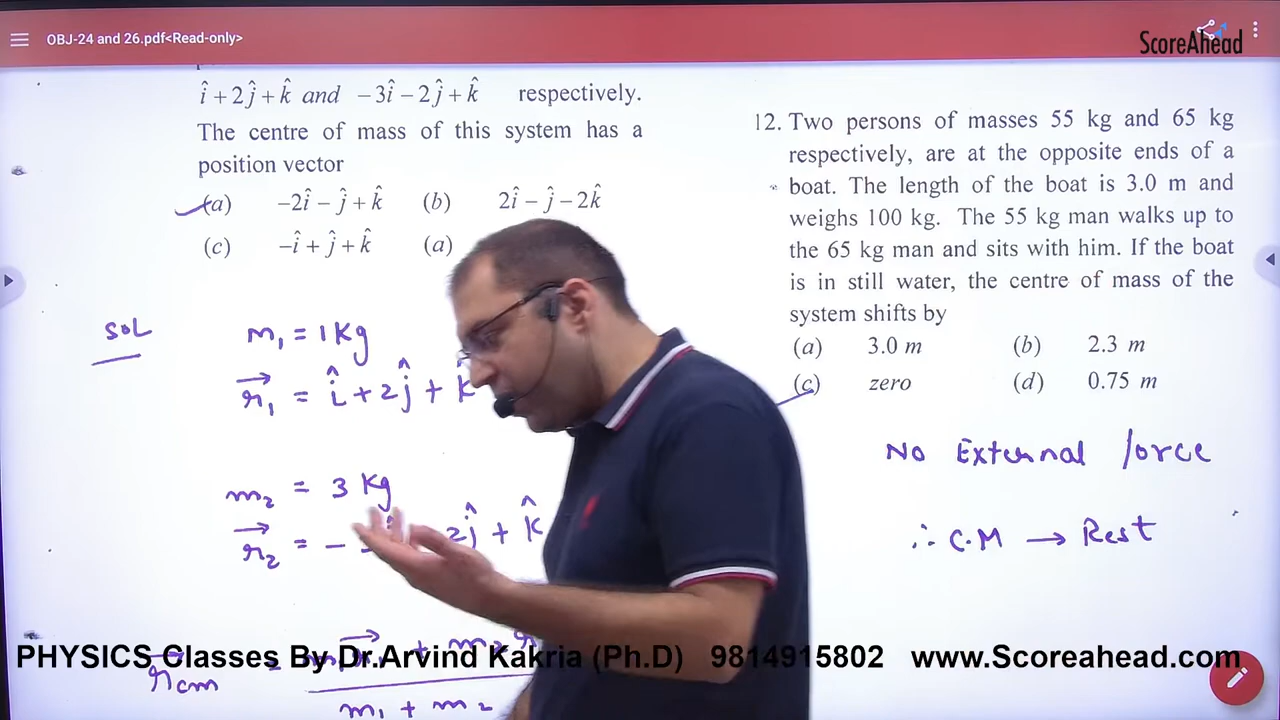 OBJ-24 and 26.pdf<Read-only>
ScoreAhead
î + 2ĵ + k̂ and −3î − 2ĵ + k̂ respectively.
The centre of mass of this system has a
position vector
(a) −2î − ĵ + k̂ (b) 2î − ĵ − 2k̂
(c) −î + ĵ + k̂ (a)
SOL
m₁ = 1 Kg
r⃗₁ = î + 2ĵ + k̂
m₂ = 3 Kg
r⃗₂ = − 2ĵ + k̂
r⃗cm = + m₂
m₁ + m₂
12. Two persons of masses 55 kg and 65 kg
respectively, are at the opposite ends of a
boat. The length of the boat is 3.0 m and
weighs 100 kg. The 55 kg man walks up to
the 65 kg man and sits with him. If the boat
is in still water, the centre of mass of the
system shifts by
(a) 3.0 m (b) 2.3 m
(c) zero (d) 0.75 m
No External force
∴ C.M → Rest
PHYSICS Classes By Dr.Arvind Kakria (Ph.D) 9814915802 www.Scoreahead.com